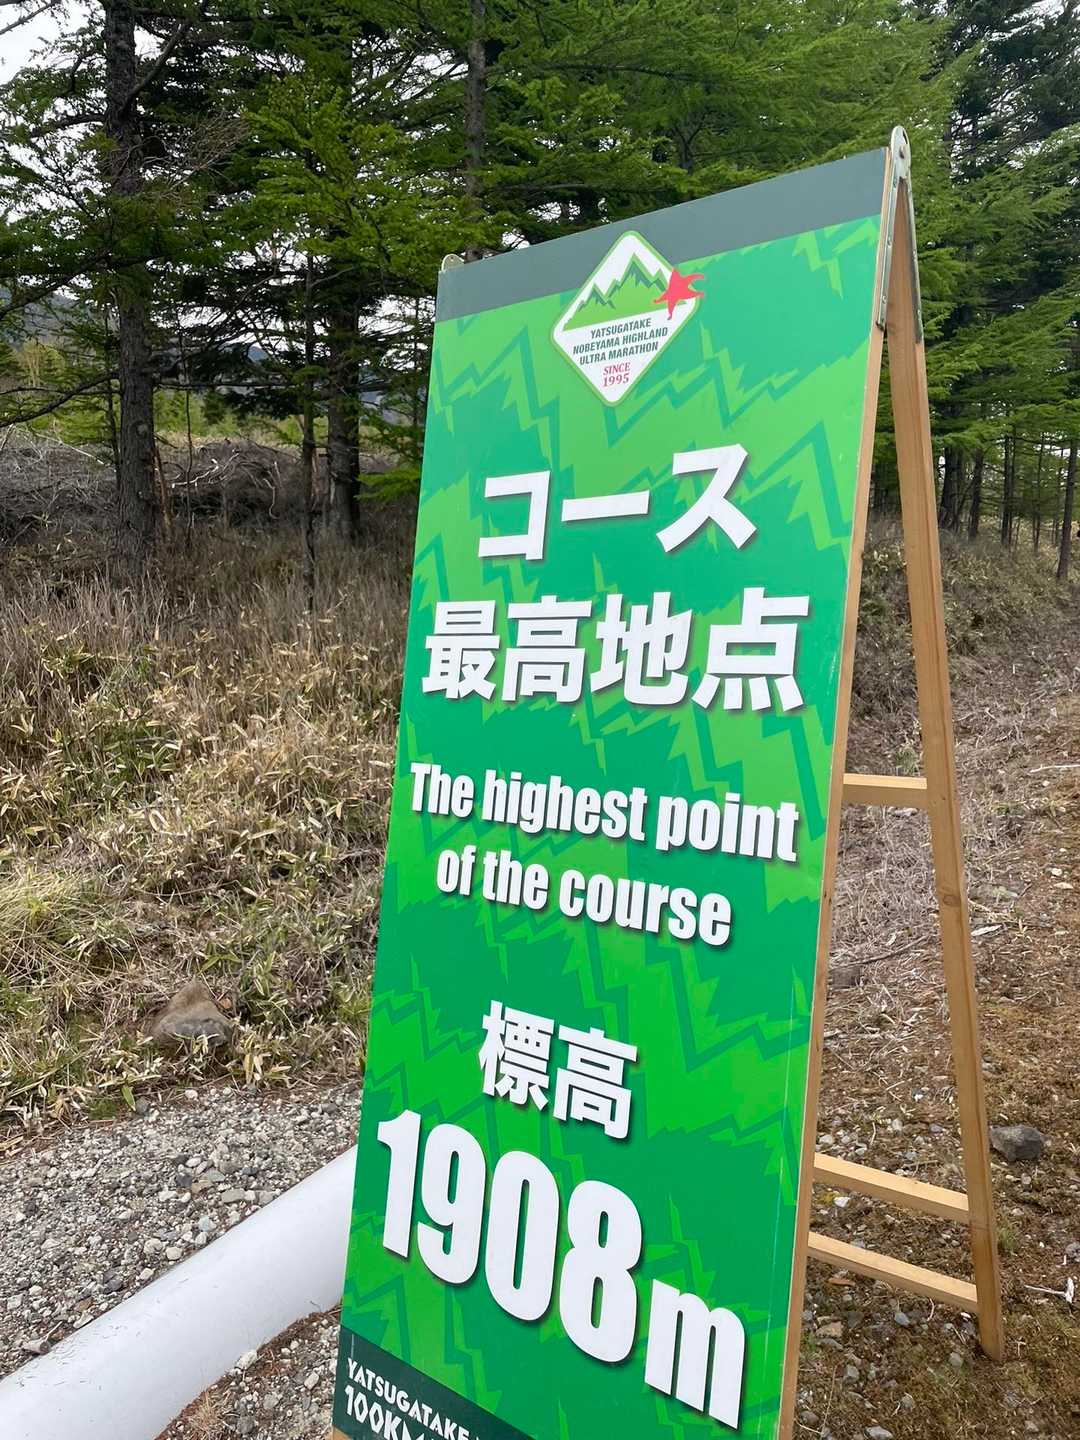 YATSUGATAKE
NOBEYAMA HIGHLAND
ULTRA MARATHON
SINCE
1995
コース
最高地点
The highest point
of the course
標高
1908m
YATSUGATAKE
100K